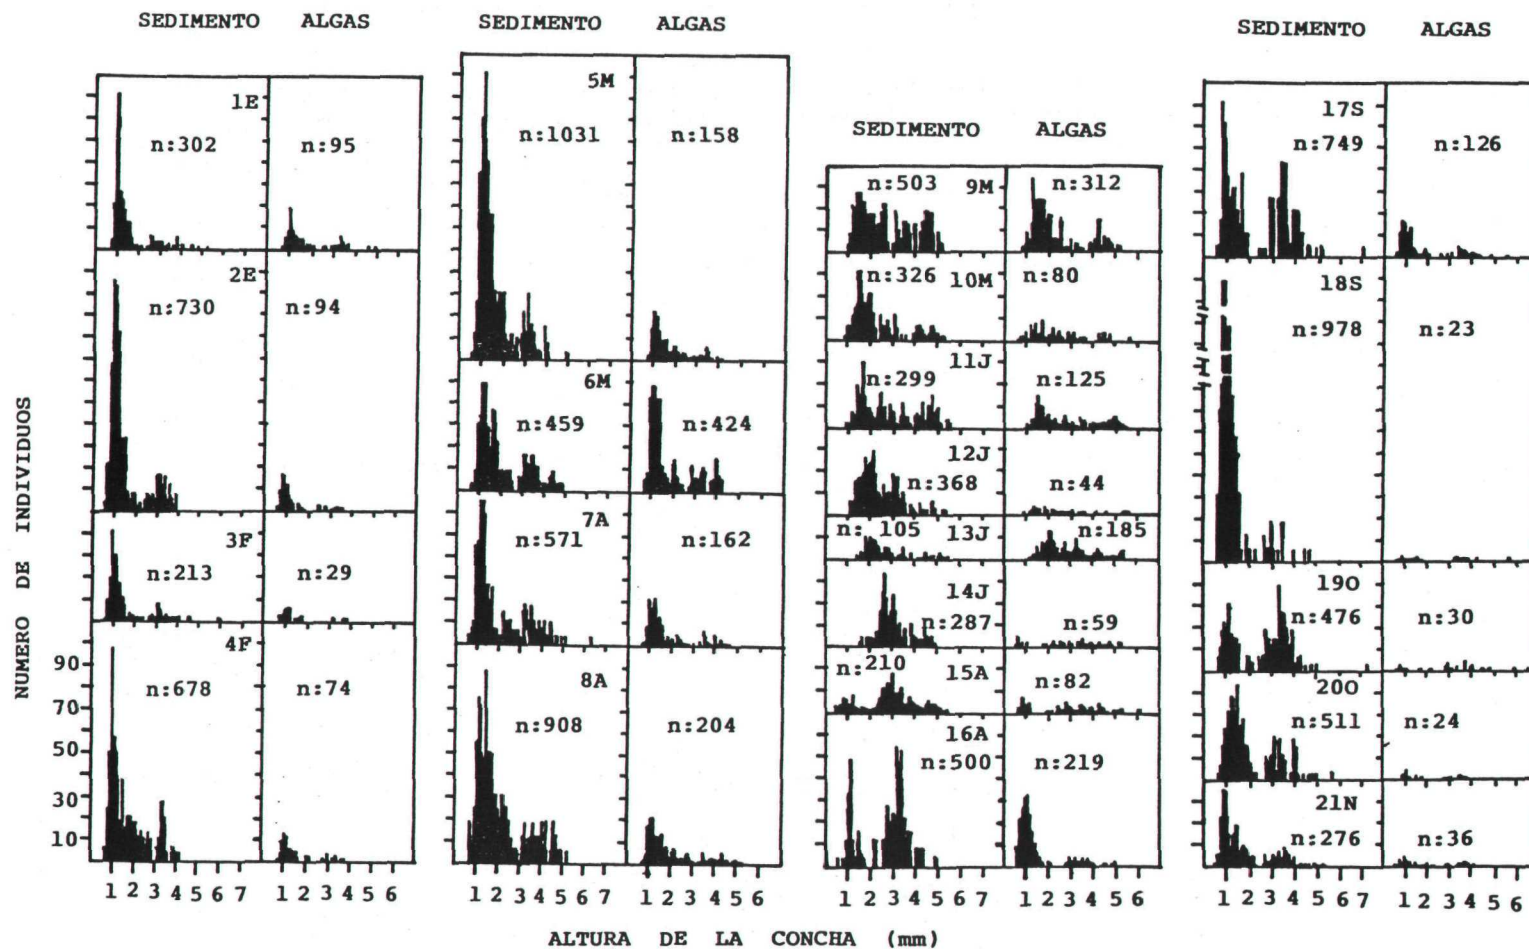 SEDIMENTO ALGAS
1E
n:302 n:95
2E
n:730 n:94
3F
n:213 n:29
4F
n:678 n:74
90
70
50
30
10
1 2 3 4 5 6 7 1 2 3 4 5 6
SEDIMENTO ALGAS
5M
n:1031 n:158
6M
n:459 n:424
7A
n:571 n:162
8A
n:908 n:204
1 2 3 4 5 6 7 1 2 3 4 5 6
SEDIMENTO ALGAS
n:503 9M n:312
n:326 10M n:80
11J
n:299 n:125
12J
n:368 n:44
n: 105 13J n:185
14J
n:287 n:59
n:210 15A n:82
16A
n:500 n:219
1 2 3 4 5 6 7 1 2 3 4 5 6
SEDIMENTO ALGAS
17S
n:749 n:126
18S
n:978 n:23
19O
n:476 n:30
20O
n:511 n:24
21N
n:276 n:36
1 2 3 4 5 6 7 1 2 3 4 5 6
NUMERO DE INDIVIDUOS
ALTURA DE LA CONCHA (mm)